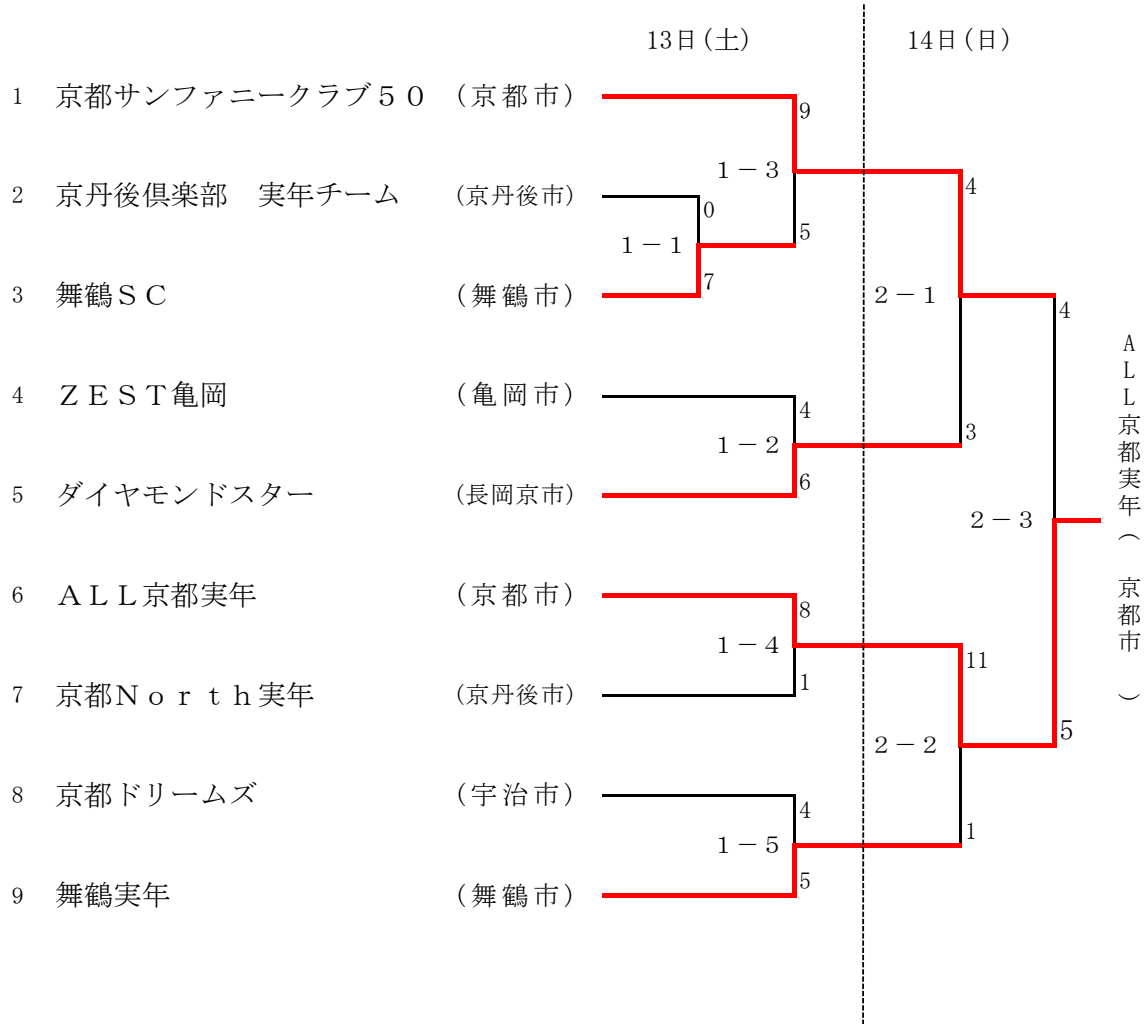 13日(土) 14日(日)
1 京都サンファニークラブ５０ (京都市)
9
1－3
4
2 京丹後倶楽部　実年チーム (京丹後市)
0
1－1
5
7
3 舞鶴ＳＣ (舞鶴市)
2－1
4
4 ＺＥＳＴ亀岡 (亀岡市)
4
1－2
3
6
5 ダイヤモンドスター (長岡京市)
2－3
ＡＬＬ京都実年（　京都市　）
6 ＡＬＬ京都実年 (京都市)
8
1－4
11
1
7 京都Ｎｏｒｔｈ実年 (京丹後市)
2－2
5
8 京都ドリームズ (宇治市)
4
1－5
1
5
9 舞鶴実年 (舞鶴市)